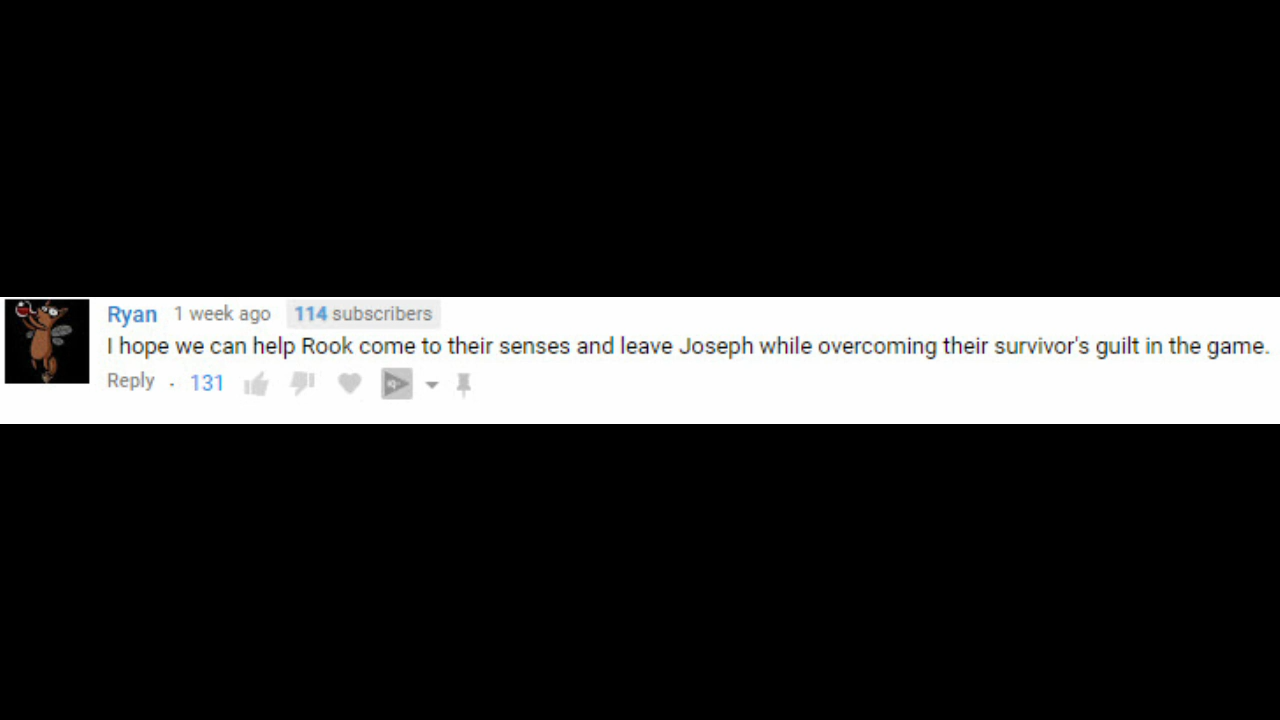 Ryan 1 week ago 114 subscribers
I hope we can help Rook come to their senses and leave Joseph while overcoming their survivor's guilt in the game.
Reply . 131